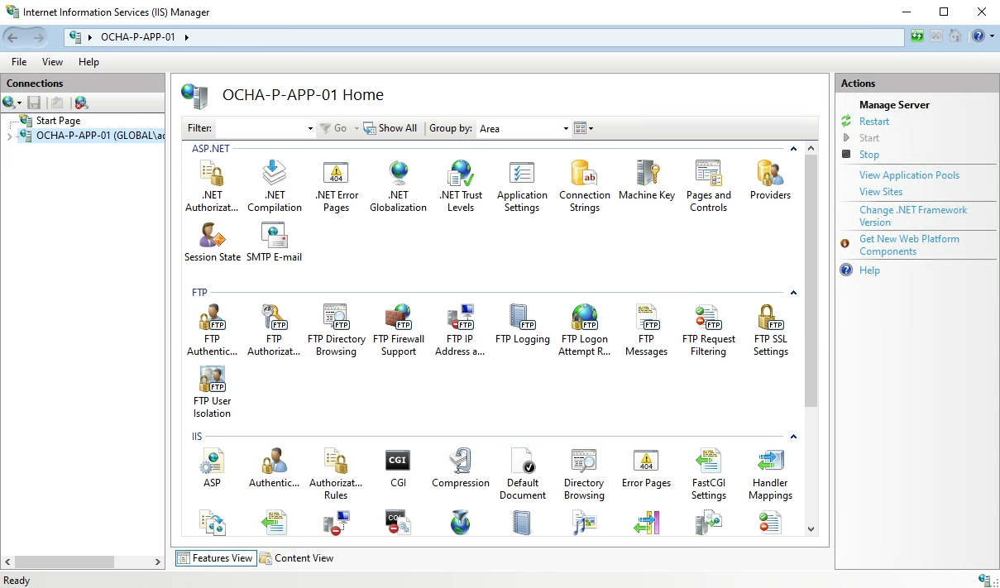 Internet Information Services (IIS) Manager
OCHA-P-APP-01
File View Help
Connections
Start Page
OCHA-P-APP-01 (GLOBAL\ac
OCHA-P-APP-01 Home
Filter: Go Show All Group by: Area
ASP.NET
.NET Authorizat...
.NET Compilation
.NET Error Pages
.NET Globalization
.NET Trust Levels
Application Settings
Connection Strings
Machine Key
Pages and Controls
Providers
Session State
SMTP E-mail
FTP
FTP Authentic...
FTP Authorizat...
FTP Directory Browsing
FTP Firewall Support
FTP IP Address a...
FTP Logging
FTP Logon Attempt R...
FTP Messages
FTP Request Filtering
FTP SSL Settings
FTP User Isolation
IIS
ASP
Authentic...
Authorizat... Rules
CGI
Compression
Default Document
Directory Browsing
Error Pages
FastCGI Settings
Handler Mappings
Features View
Content View
Actions
Manage Server
Restart
Start
Stop
View Application Pools
View Sites
Change .NET Framework
Version
Get New Web Platform
Components
Help
Ready